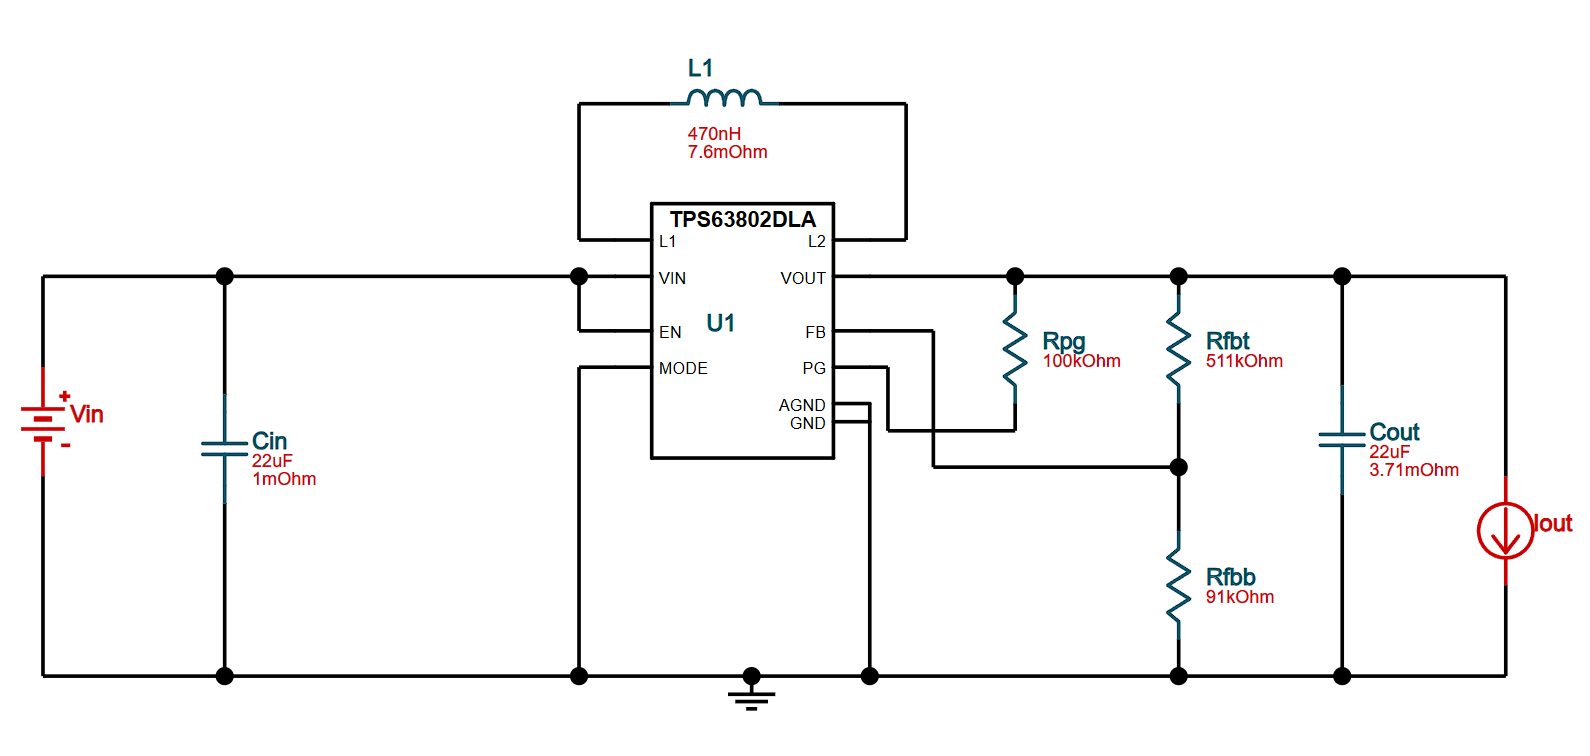 L1
470nH
7.6mOhm
TPS63802DLA
L1
L2
VIN
VOUT
U1
EN
FB
MODE
PG
AGND
GND
Rpg
100kOhm
Rfbt
511kOhm
+
Vin
-
Cin
22uF
1mOhm
Cout
22uF
3.71mOhm
Iout
Rfbb
91kOhm